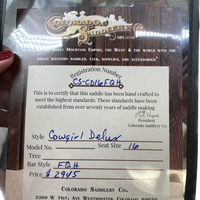 COLORADO
SADDLERY
MOUNTAIN EMPIRE, THE WEST & THE WORLD WITH THE
GREAT WESTERN SADDLES, TACK, SUPPLIES, AND ACCESSORIES
Registration Number
CS-CD16FQH
This is to certify that this saddle has been hand crafted to
meet the highest standards. These standards have been
established from over seventy years of saddle making
President
Colorado Saddlery Co
Style Cowgirl Delux
Model No. Seat Size 16
Tree
Bar Style FQH
Price $ 2945
COLORADO SADDLERY CO.